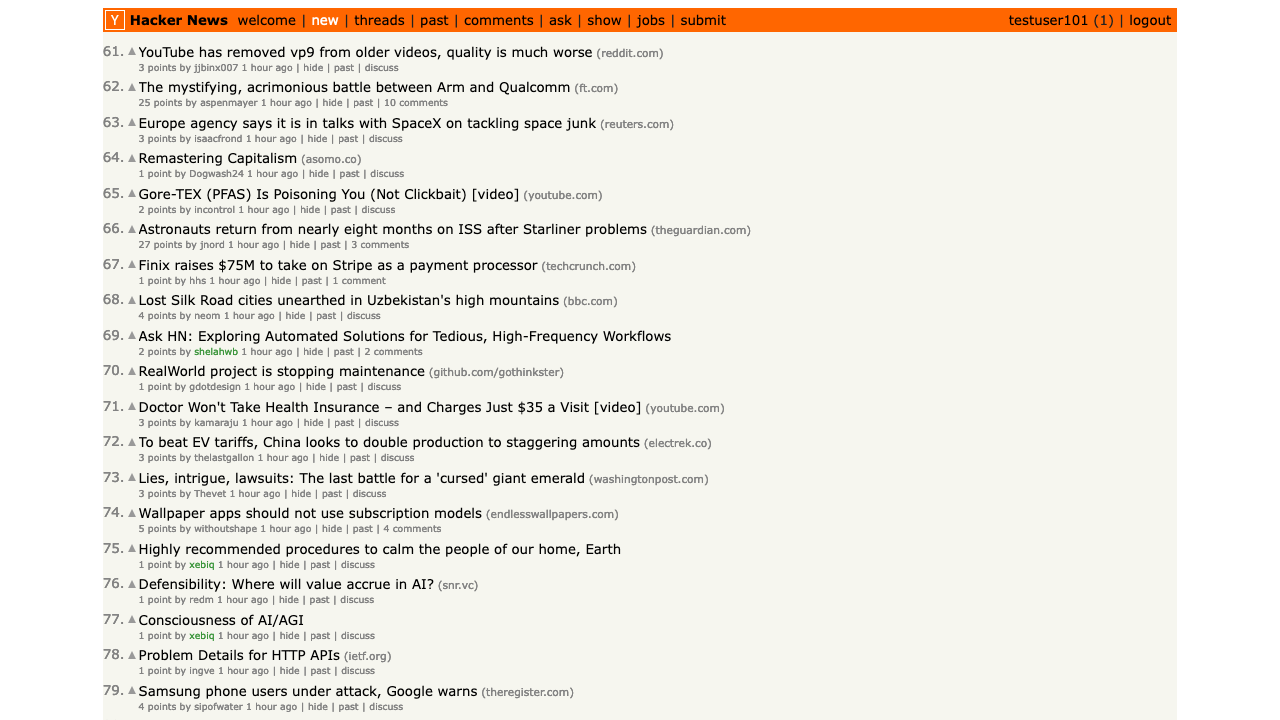 Y Hacker News welcome | new | threads | past | comments | ask | show | jobs | submit testuser101 (1) | logout
61. YouTube has removed vp9 from older videos, quality is much worse (reddit.com)
3 points by jjbinx007 1 hour ago | hide | past | discuss
62. The mystifying, acrimonious battle between Arm and Qualcomm (ft.com)
25 points by aspenmayer 1 hour ago | hide | past | 10 comments
63. Europe agency says it is in talks with SpaceX on tackling space junk (reuters.com)
3 points by isaacfrond 1 hour ago | hide | past | discuss
64. Remastering Capitalism (asomo.co)
1 point by Dogwash24 1 hour ago | hide | past | discuss
65. Gore-TEX (PFAS) Is Poisoning You (Not Clickbait) [video] (youtube.com)
2 points by incontrol 1 hour ago | hide | past | discuss
66. Astronauts return from nearly eight months on ISS after Starliner problems (theguardian.com)
27 points by jnord 1 hour ago | hide | past | 3 comments
67. Finix raises $75M to take on Stripe as a payment processor (techcrunch.com)
1 point by hhs 1 hour ago | hide | past | 1 comment
68. Lost Silk Road cities unearthed in Uzbekistan's high mountains (bbc.com)
4 points by neom 1 hour ago | hide | past | discuss
69. Ask HN: Exploring Automated Solutions for Tedious, High-Frequency Workflows
2 points by shelahwb 1 hour ago | hide | past | 2 comments
70. RealWorld project is stopping maintenance (github.com/gothinkster)
1 point by gdotdesign 1 hour ago | hide | past | discuss
71. Doctor Won't Take Health Insurance – and Charges Just $35 a Visit [video] (youtube.com)
3 points by kamaraju 1 hour ago | hide | past | discuss
72. To beat EV tariffs, China looks to double production to staggering amounts (electrek.co)
3 points by thelastgallon 1 hour ago | hide | past | discuss
73. Lies, intrigue, lawsuits: The last battle for a 'cursed' giant emerald (washingtonpost.com)
3 points by Thevet 1 hour ago | hide | past | discuss
74. Wallpaper apps should not use subscription models (endlesswallpapers.com)
5 points by withoutshape 1 hour ago | hide | past | 4 comments
75. Highly recommended procedures to calm the people of our home, Earth
1 point by xebiq 1 hour ago | hide | past | discuss
76. Defensibility: Where will value accrue in AI? (snr.vc)
1 point by redm 1 hour ago | hide | past | discuss
77. Consciousness of AI/AGI
1 point by xebiq 1 hour ago | hide | past | discuss
78. Problem Details for HTTP APIs (ietf.org)
1 point by ingve 1 hour ago | hide | past | discuss
79. Samsung phone users under attack, Google warns (theregister.com)
4 points by sipofwater 1 hour ago | hide | past | discuss